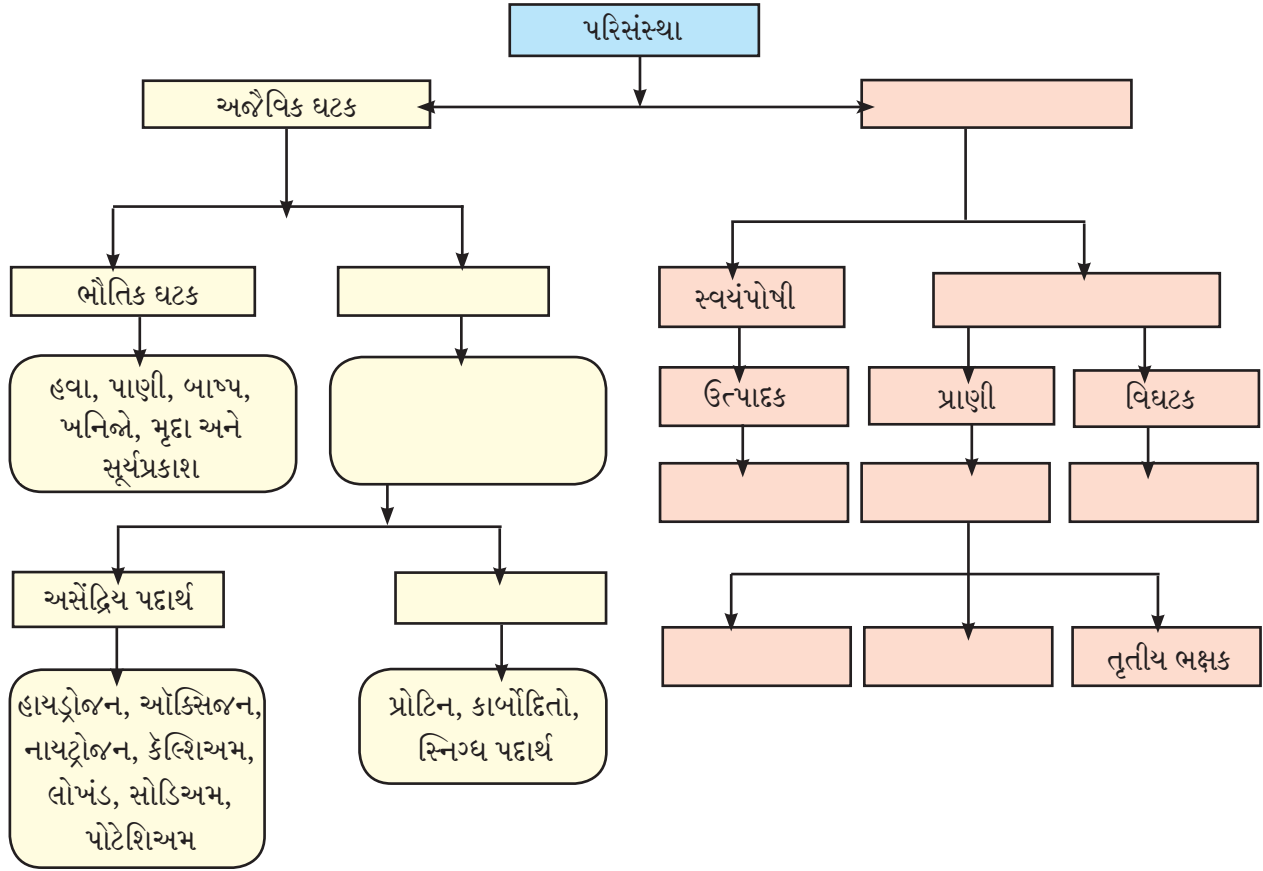 પરિસંસ્થા
અજૈવિક ઘટક
ભૌતિક ઘટક
સ્વયંપોષી
હવા, પાણી, બાષ્પ,
ખનિજો, મૃદા અને
સૂર્યપ્રકાશ
ઉત્પાદક
પ્રાણી
વિઘટક
અસેંદ્રિય પદાર્થ
તૃતીય ભક્ષક
હાયડ્રોજન, ઑક્સિજન,
નાયટ્રોજન, કૅલ્શિઅમ,
લોખંડ, સોડિઅમ,
પોટેશિઅમ
પ્રોટિન, કાર્બોદિતો,
સ્નિગ્ધ પદાર્થ